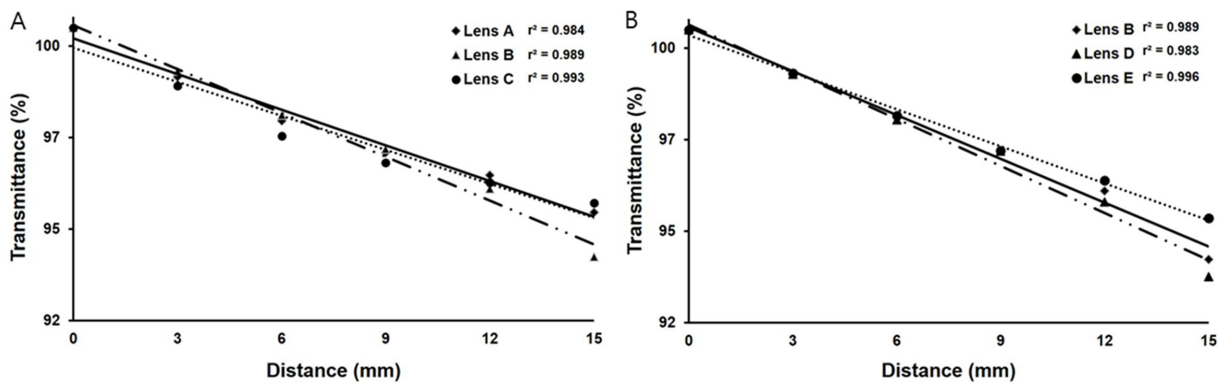 A
Lens A r² = 0.984
Lens B r² = 0.989
Lens C r² = 0.993
Transmittance (%)
100
97
95
92
0 3 6 9 12 15
Distance (mm)
B
Lens B r² = 0.989
Lens D r² = 0.983
Lens E r² = 0.996
Transmittance (%)
100
97
95
92
0 3 6 9 12 15
Distance (mm)